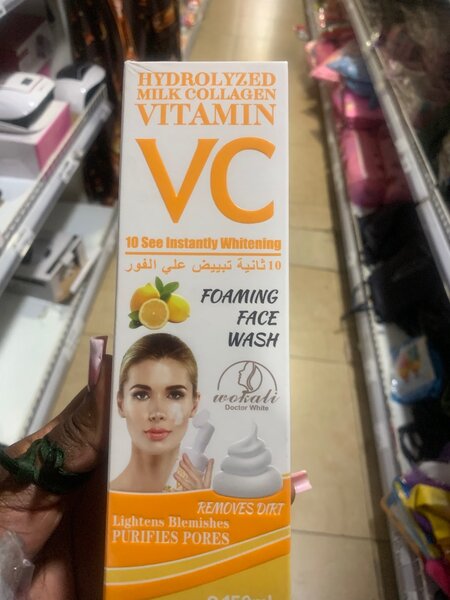 HYDROLYZED
MILK COLLAGEN
VITAMIN
VC
10 See Instantly Whitening
10 ثانية تبييض علي الفور
FOAMING
FACE
WASH
wokali
Doctor White
REMOVES DIRT
Lightens Blemishes
PURIFIES PORES